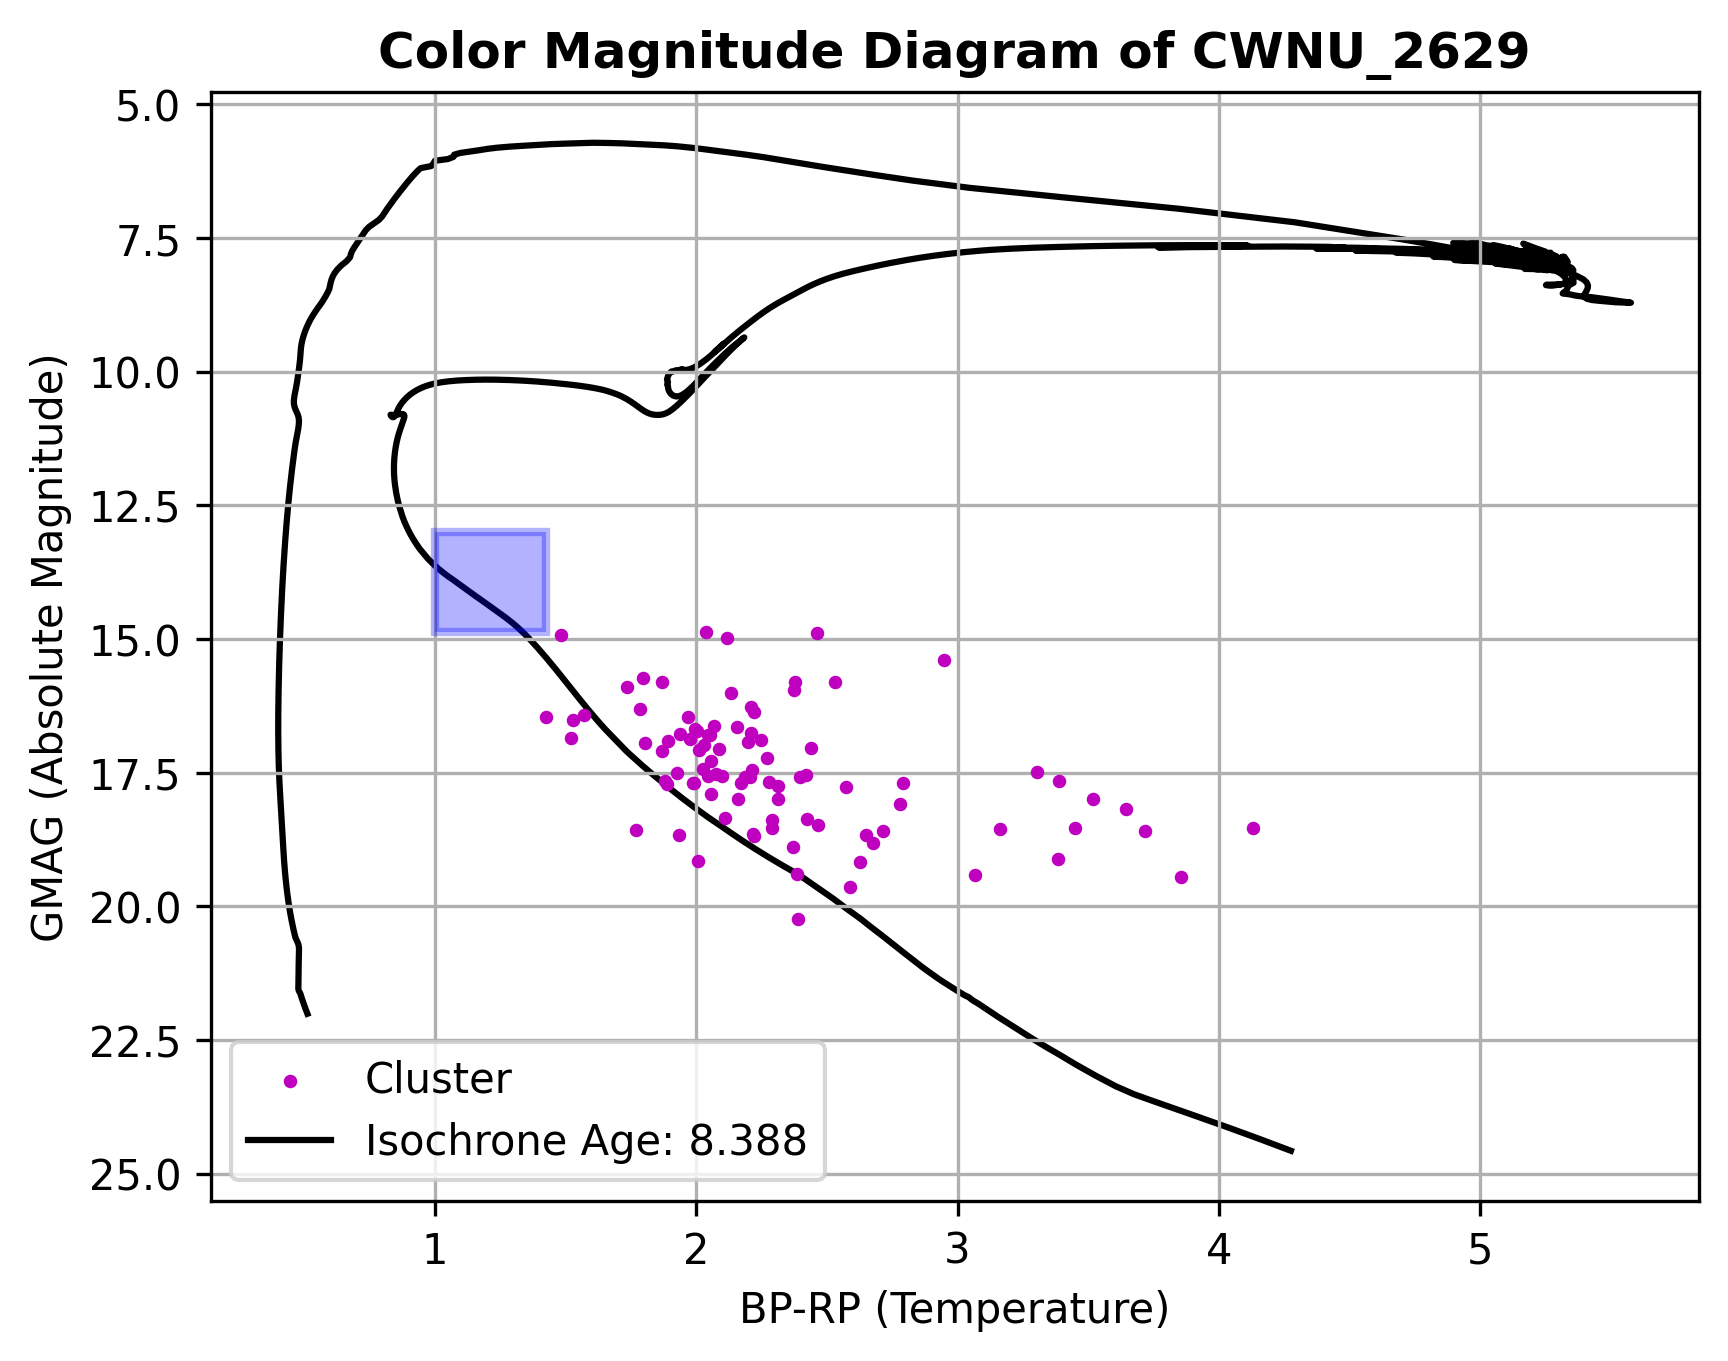 Color Magnitude Diagram of CWNU_2629
GMAG (Absolute Magnitude)
5.0
7.5
10.0
12.5
15.0
17.5
20.0
22.5
25.0
Cluster
Isochrone Age: 8.388
1 2 3 4 5
BP-RP (Temperature)